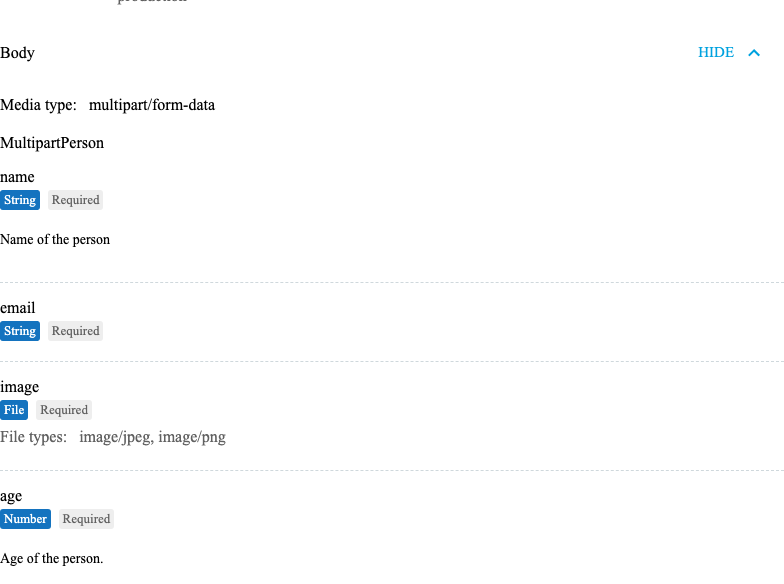 Body HIDE
Media type: multipart/form-data
MultipartPerson
name
String Required
Name of the person
email
String Required
image
File Required
File types: image/jpeg, image/png
age
Number Required
Age of the person.